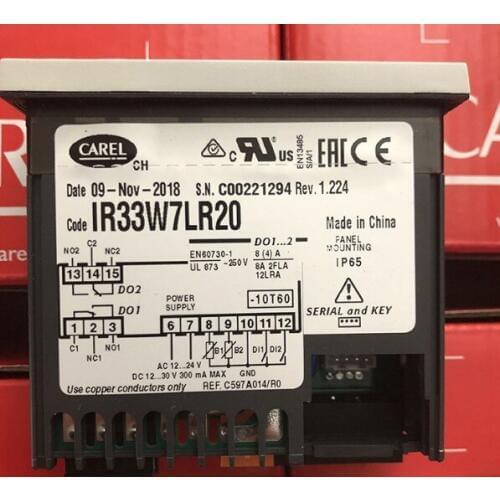 CAREL
CH
c RU US
EN13485
S/A/1
EAC CE
Date 09-Nov-2018 S.N. C00221294 Rev. 1.224
Code IR33W7LR20
Made in China
PANEL
MOUNTING
IP65
NO2 C2 NC2
13 14 15
DO2
EN60730-1
UL 873 ~250V
DO1...2
8 (4) A
8A 2FLA
12LRA
-10T60
SERIAL and KEY
POWER
SUPPLY
1 2 3 6 7 8 9 10 11 12
C1 NC1 NO1
B1 B2 DI1 DI2
AC 12~24V
DC 12~30V 300 mA MAX GND
Use copper conductors only REF. C597A014/R0